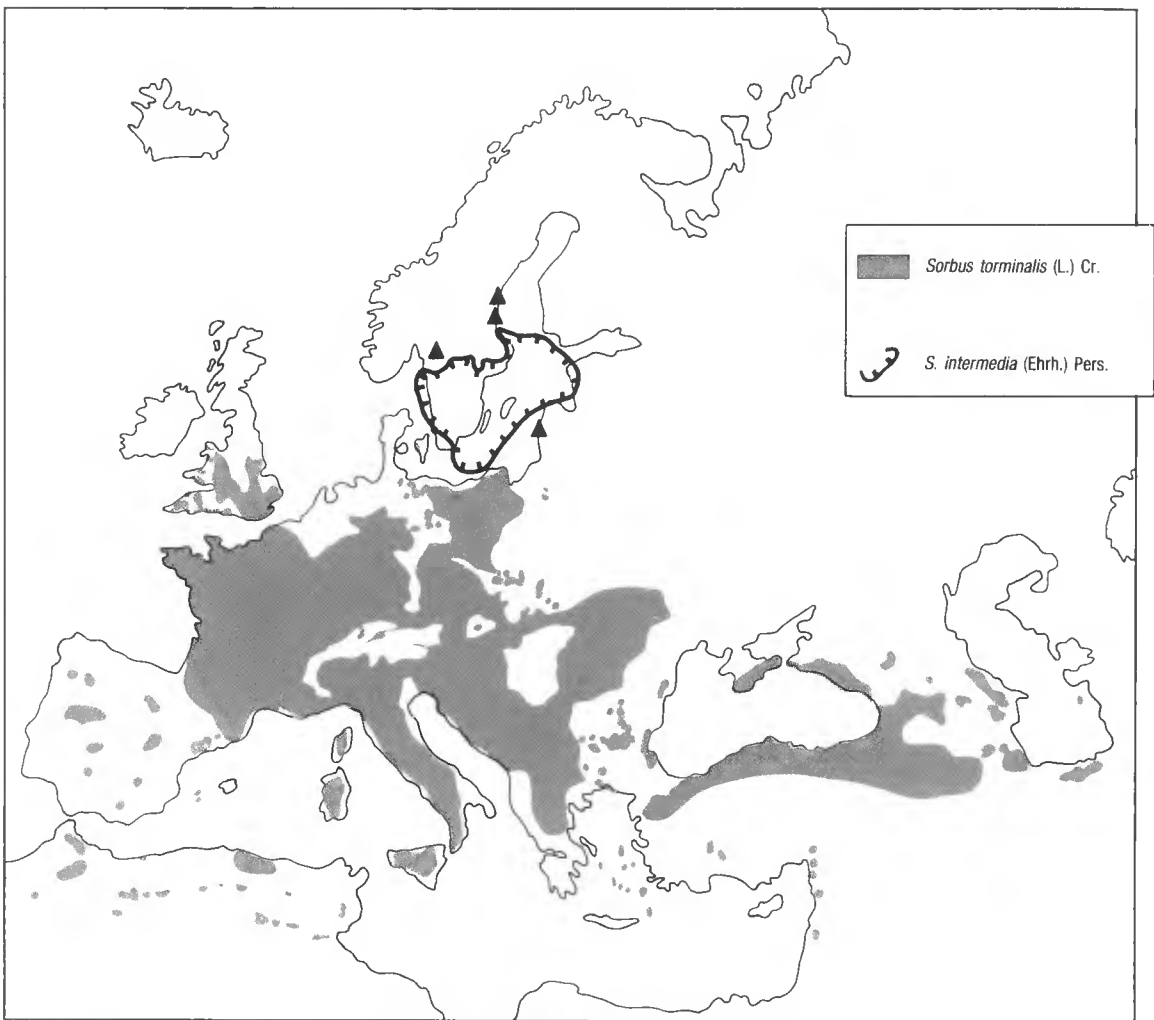 Sorbus torminalis (L.) Cr.
S. intermedia (Ehrh.) Pers.